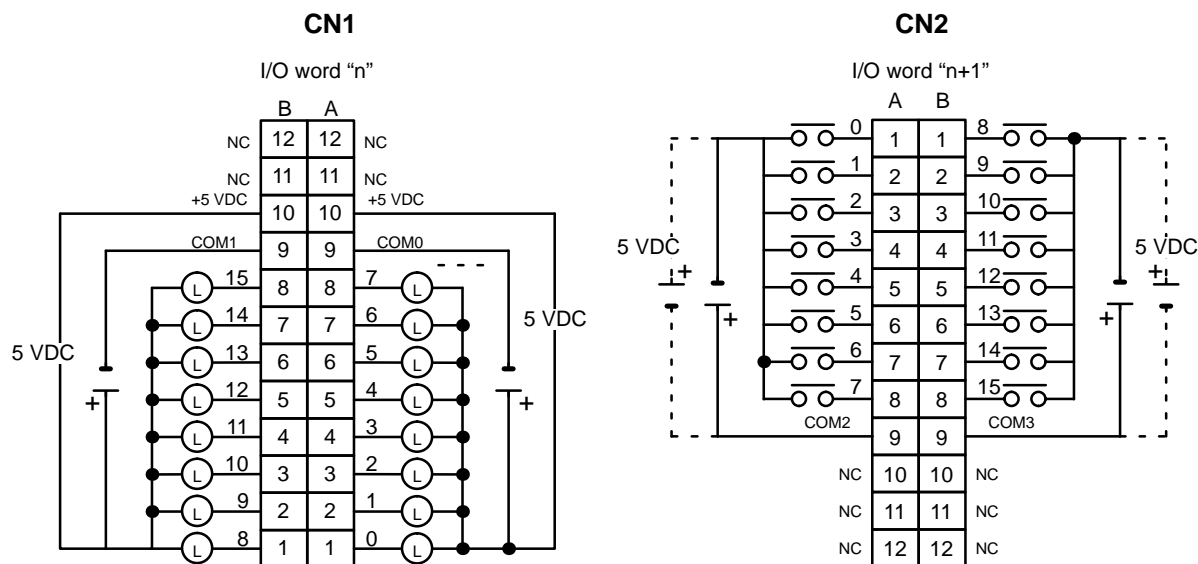 CN1
I/O word “n”
B A
NC 12 12 NC
NC 11 11 NC
+5 VDC 10 10 +5 VDC
COM1 9 9 COM0
L 15 8 8 7 L
L 14 7 7 6 L
L 13 6 6 5 L
L 12 5 5 4 L
L 11 4 4 3 L
L 10 3 3 2 L
L 9 2 2 1 L
L 8 1 1 0 L
5 VDC
+
5 VDC
+
CN2
I/O word “n+1”
A B
0 1 1 8
1 2 2 9
2 3 3 10
3 4 4 11
4 5 5 12
5 6 6 13
6 7 7 14
7 8 8 15
COM2 9 9 COM3
NC 10 10 NC
NC 11 11 NC
NC 12 12 NC
5 VDC
+
+
5 VDC
+
+